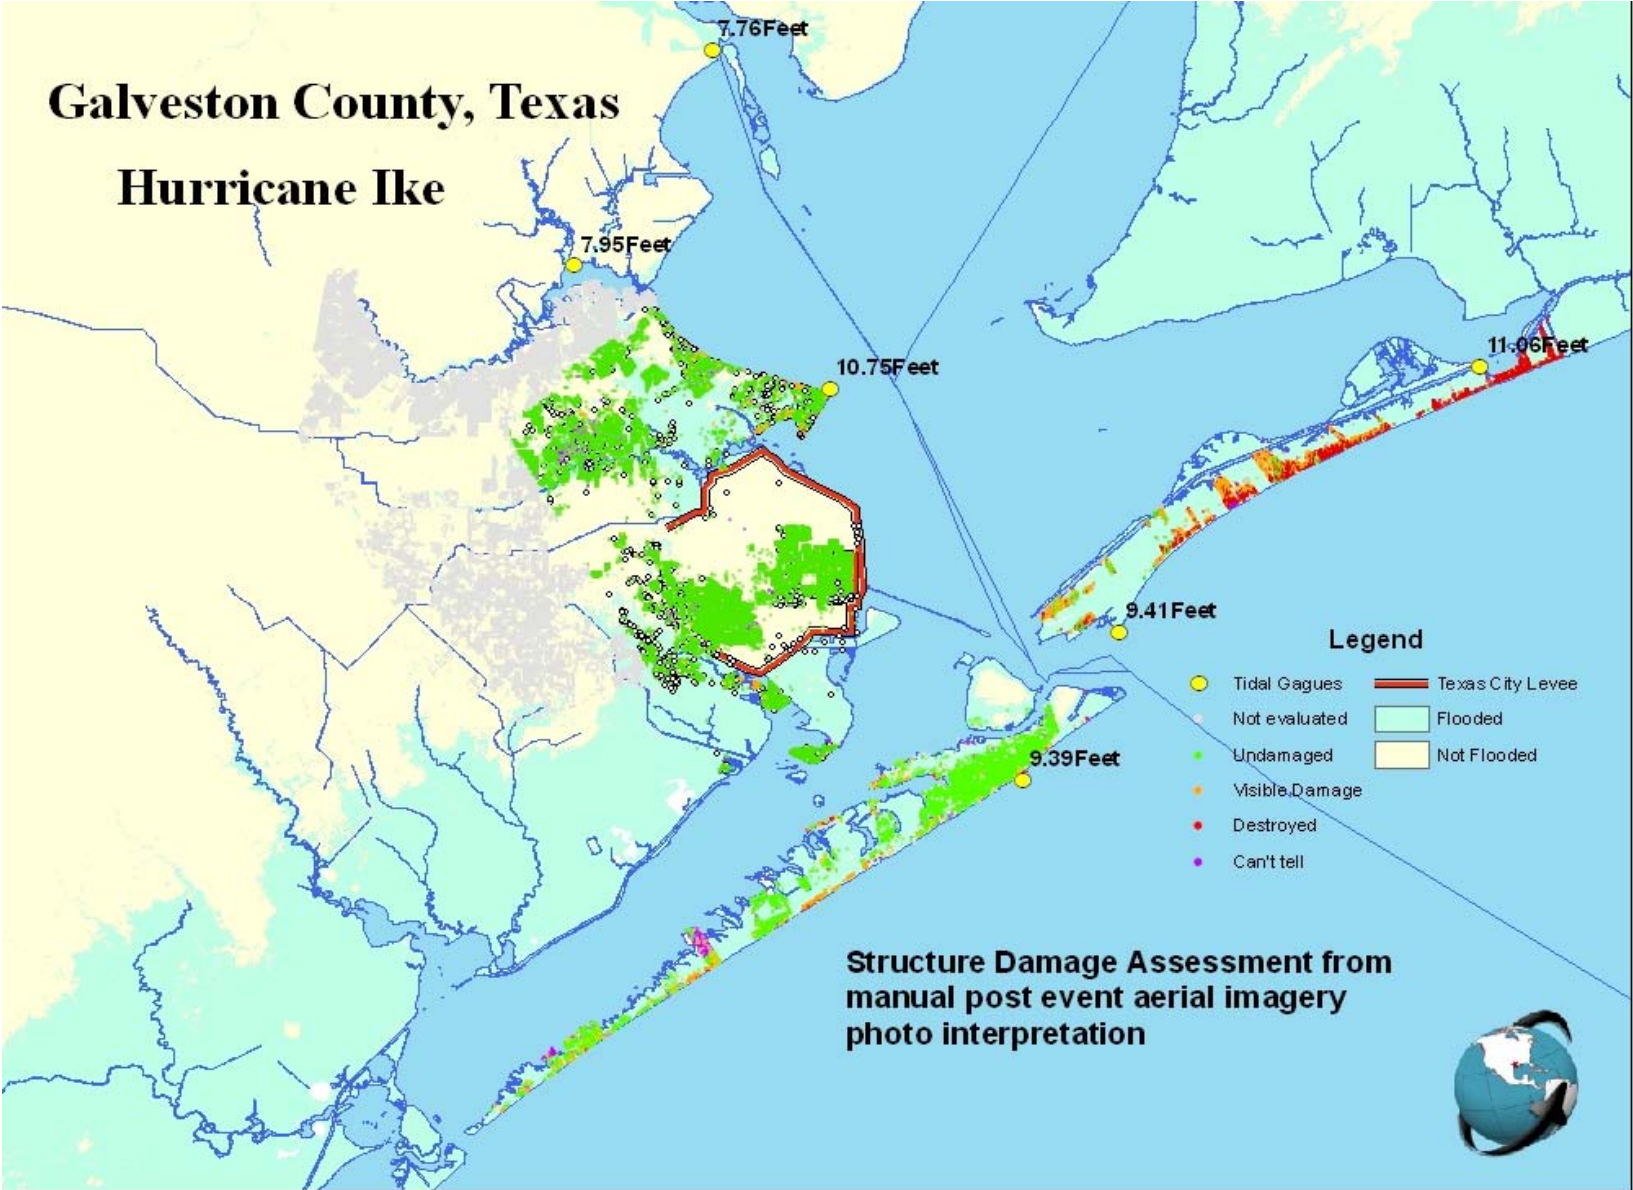 7.76Feet
Galveston County, Texas
Hurricane Ike
7.95Feet
11.06Feet
10.75Feet
9.41Feet
Legend
Tidal Gagues
Texas City Levee
Not evaluated
Flooded
Undamaged
Not Flooded
9.39Feet
Visible Damage
Destroyed
Can't tell
Structure Damage Assessment from
manual post event aerial imagery
photo interpretation